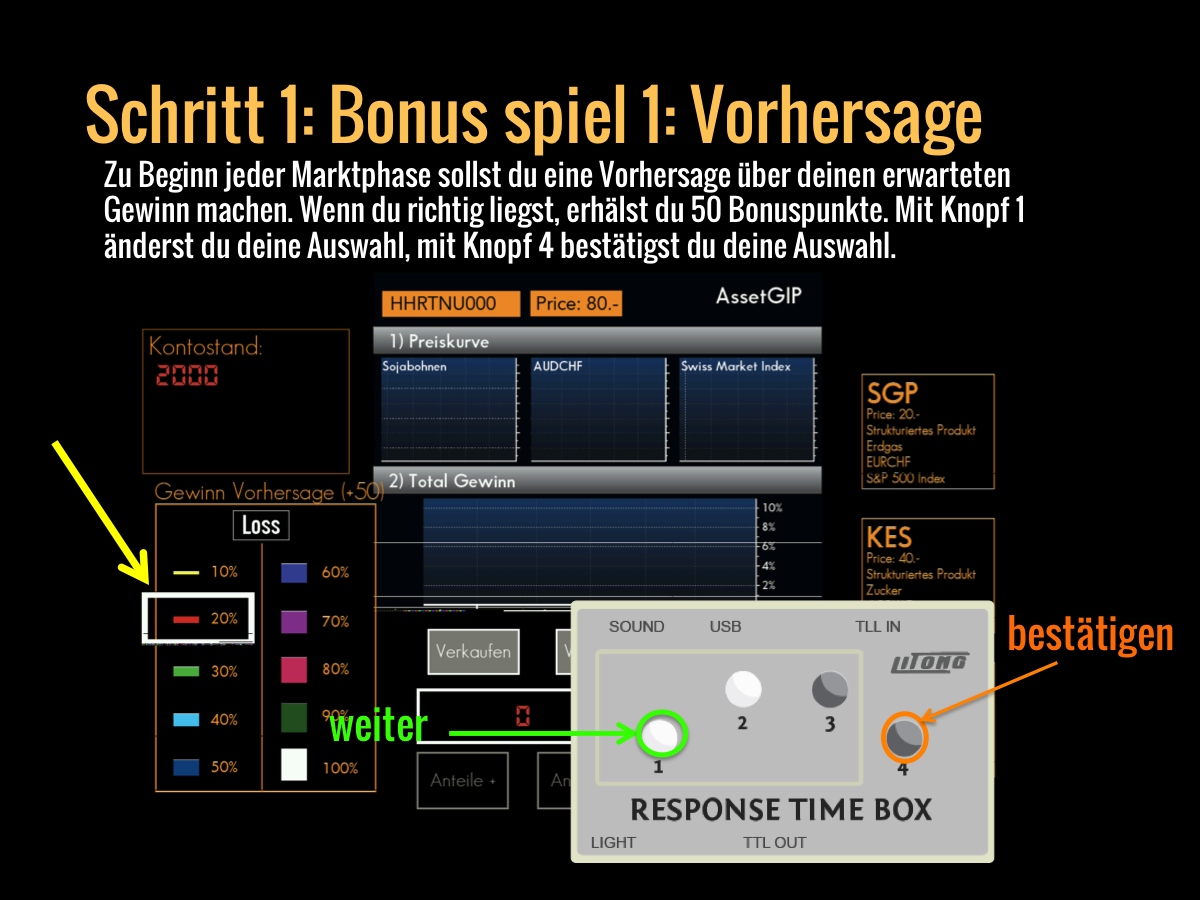 Schritt 1: Bonus spiel 1: Vorhersage
Zu Beginn jeder Marktphase sollst du eine Vorhersage über deinen erwarteten
Gewinn machen. Wenn du richtig liegst, erhälst du 50 Bonuspunkte. Mit Knopf 1
änderst du deine Auswahl, mit Knopf 4 bestätigst du deine Auswahl.
HHRTNU000
Price: 80.-
AssetGIP
1) Preiskurve
Kontostand:
2000
Sojabohnen
AUDCHF
Swiss Market Index
SGP
Price: 20.-
Strukturiertes Produkt
Erdgas
EURCHF
S&P 500 Index
2) Total Gewinn
Gewinn Vorhersage (+50)
Loss
10%
20%
30%
40%
50%
60%
70%
80%
90%
100%
10%
8%
6%
4%
2%
KES
Price: 40.-
Strukturiertes Produkt
Zucker
Verkaufen
0
Anteile +
An
weiter
bestätigen
SOUND
USB
TLL IN
LITONG
1
2
3
4
RESPONSE TIME BOX
LIGHT
TTL OUT